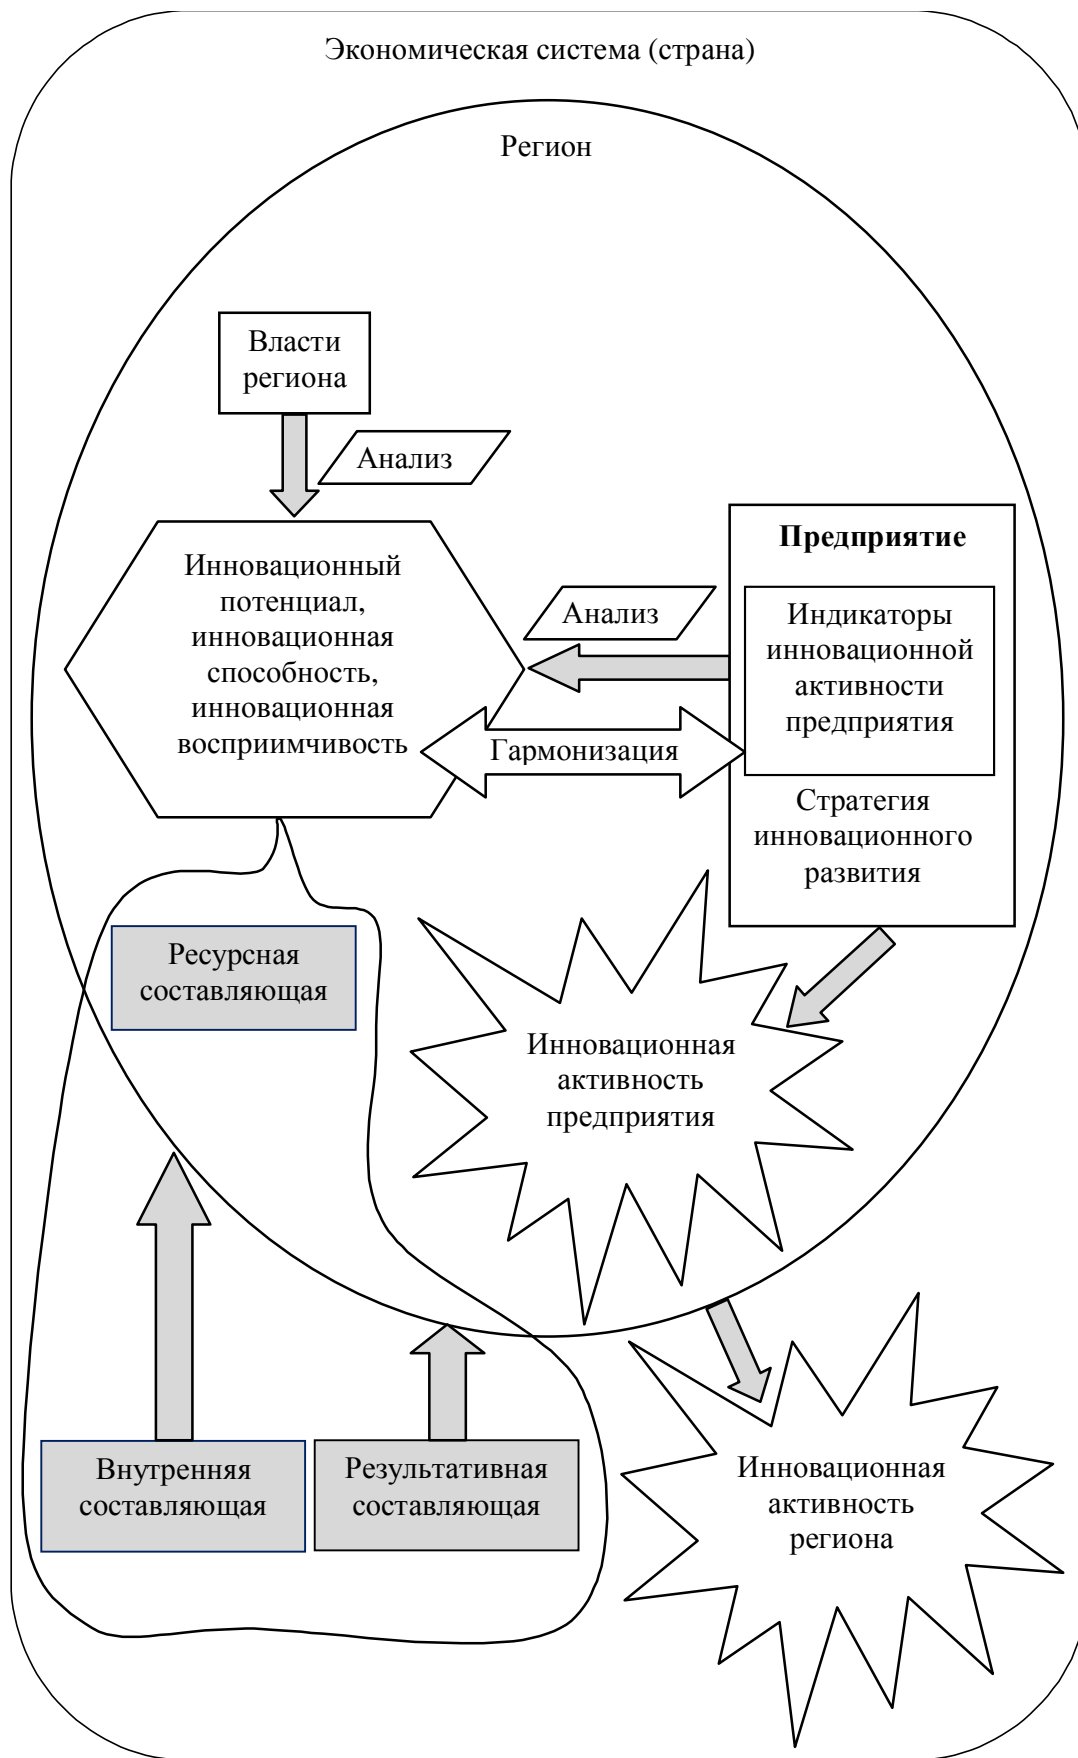 Экономическая система (страна)
Регион
Власти
региона
Анализ
Инновационный
потенциал,
инновационная
способность,
инновационная
восприимчивость
Анализ
Гармонизация
Предприятие
Индикаторы
инновационной
активности
предприятия
Стратегия
инновационного
развития
Ресурсная
составляющая
Инновационная
активность
предприятия
Внутренняя
составляющая
Результативная
составляющая
Инновационная
активность
региона